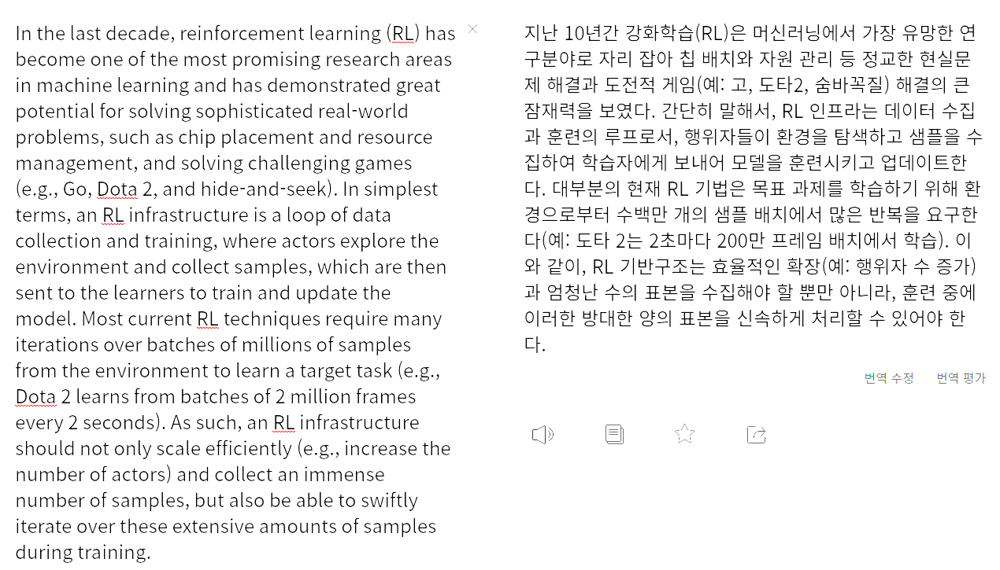 In the last decade, reinforcement learning (RL) has
become one of the most promising research areas
in machine learning and has demonstrated great
potential for solving sophisticated real-world
problems, such as chip placement and resource
management, and solving challenging games
(e.g., Go, Dota 2, and hide-and-seek). In simplest
terms, an RL infrastructure is a loop of data
collection and training, where actors explore the
environment and collect samples, which are then
sent to the learners to train and update the
model. Most current RL techniques require many
iterations over batches of millions of samples
from the environment to learn a target task (e.g.,
Dota 2 learns from batches of 2 million frames
every 2 seconds). As such, an RL infrastructure
should not only scale efficiently (e.g., increase the
number of actors) and collect an immense
number of samples, but also be able to swiftly
iterate over these extensive amounts of samples
during training.
지난 10년간 강화학습(RL)은 머신러닝에서 가장 유망한 연
구분야로 자리 잡아 칩 배치와 자원 관리 등 정교한 현실문
제 해결과 도전적 게임(예: 고, 도타2, 숨바꼭질) 해결의 큰
잠재력을 보였다. 간단히 말해서, RL 인프라는 데이터 수집
과 훈련의 루프로서, 행위자들이 환경을 탐색하고 샘플을 수
집하여 학습자에게 보내어 모델을 훈련시키고 업데이트한
다. 대부분의 현재 RL 기법은 목표 과제를 학습하기 위해 환
경으로부터 수백만 개의 샘플 배치에서 많은 반복을 요구한
다(예: 도타 2는 2초마다 200만 프레임 배치에서 학습). 이
와 같이, RL 기반구조는 효율적인 확장(예: 행위자 수 증가)
과 엄청난 수의 표본을 수집해야 할 뿐만 아니라, 훈련 중에
이러한 방대한 양의 표본을 신속하게 처리할 수 있어야 한
다.
번역 수정 번역 평가